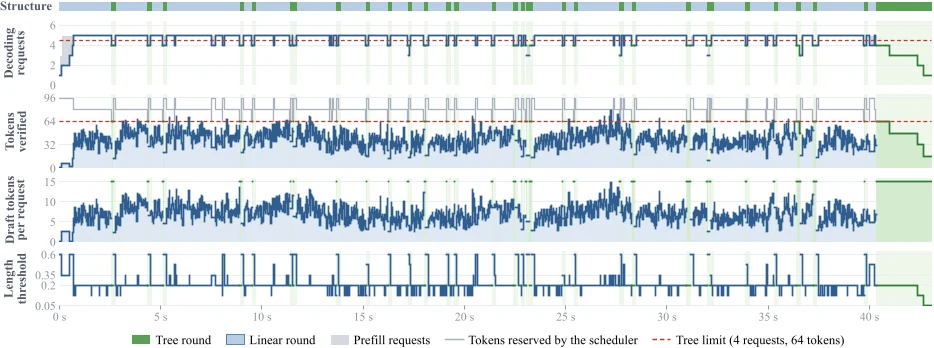 Structure
Decoding
requests
6
4
2
0
Tokens
verified
96
64
32
0
Draft tokens
per request
15
10
5
0
Length
threshold
0.6
0.35
0.2
0.05
0 s
5 s
10 s
15 s
20 s
25 s
30 s
35 s
40 s
Tree round
Linear round
Prefill requests
Tokens reserved by the scheduler
Tree limit (4 requests, 64 tokens)